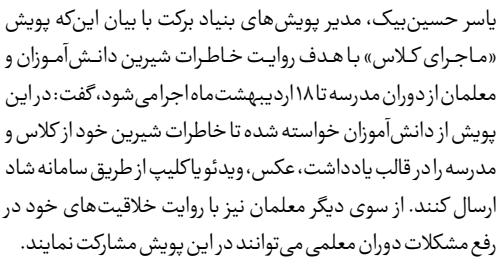 یاسر حسین‌بیک، مدیر پویش‌های بنیاد برکت با بیان این‌که پویش
«ماجرای کلاس» با هدف روایت خاطرات شیرین دانش‌آموزان و
معلمان از دوران مدرسه تا ۱۸ اردیبهشت‌ماه اجرا می‌شود، گفت: در این
پویش از دانش‌آموزان خواسته شده تا خاطرات شیرین خود از کلاس و
مدرسه را در قالب یادداشت، عکس، ویدئو یا کلیپ از طریق سامانه شاد
ارسال کنند. از سوی دیگر معلمان نیز با روایت خلاقیت‌های خود در
رفع مشکلات دوران معلمی می‌توانند در این پویش مشارکت نمایند.